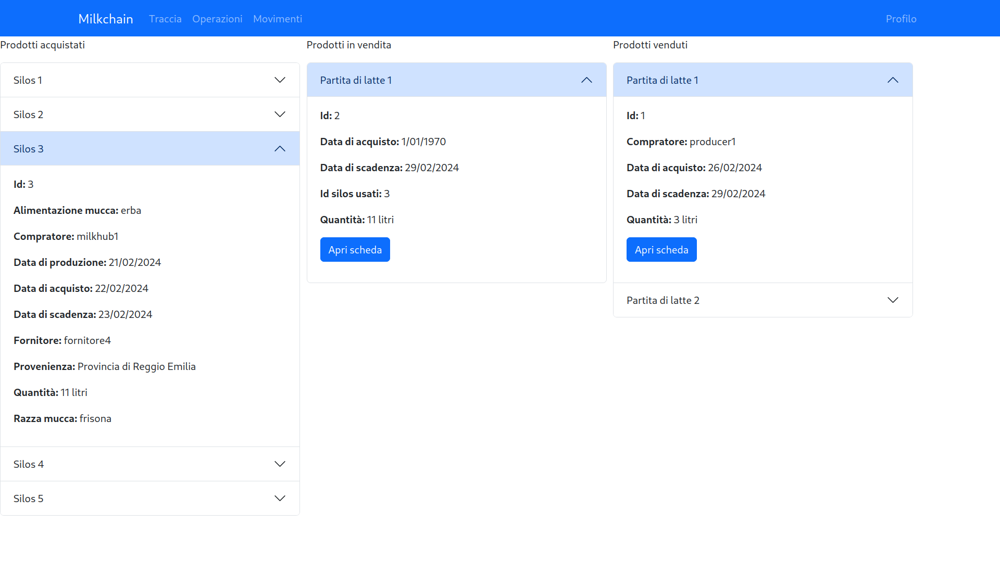 Milkchain Traccia Operazioni Movimenti Profilo
Prodotti acquistati
Silos 1
Silos 2
Silos 3
Id: 3
Alimentazione mucca: erba
Compratore: milkhub1
Data di produzione: 21/02/2024
Data di acquisto: 22/02/2024
Data di scadenza: 23/02/2024
Fornitore: fornitore4
Provenienza: Provincia di Reggio Emilia
Quantità: 11 litri
Razza mucca: frisona
Silos 4
Silos 5
Prodotti in vendita
Partita di latte 1
Id: 2
Data di acquisto: 1/01/1970
Data di scadenza: 29/02/2024
Id silos usati: 3
Quantità: 11 litri
Apri scheda
Prodotti venduti
Partita di latte 1
Id: 1
Compratore: producer1
Data di acquisto: 26/02/2024
Data di scadenza: 29/02/2024
Quantità: 3 litri
Apri scheda
Partita di latte 2